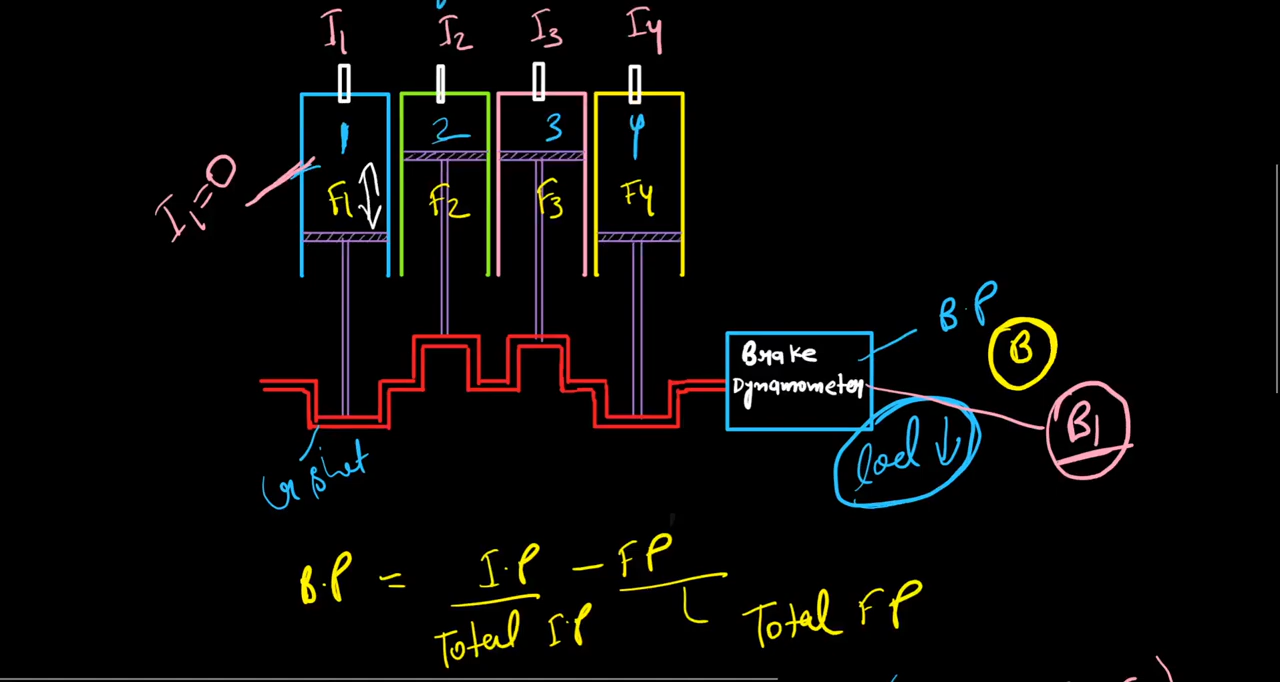 I1 I2 I3 I4
1 2 3 4
I1=0
F1 F2 F3 F4
B.P
B
Brake
Dynamometer
B1
load ↓
B.P = I.P - FP
Total I.P
Total FP